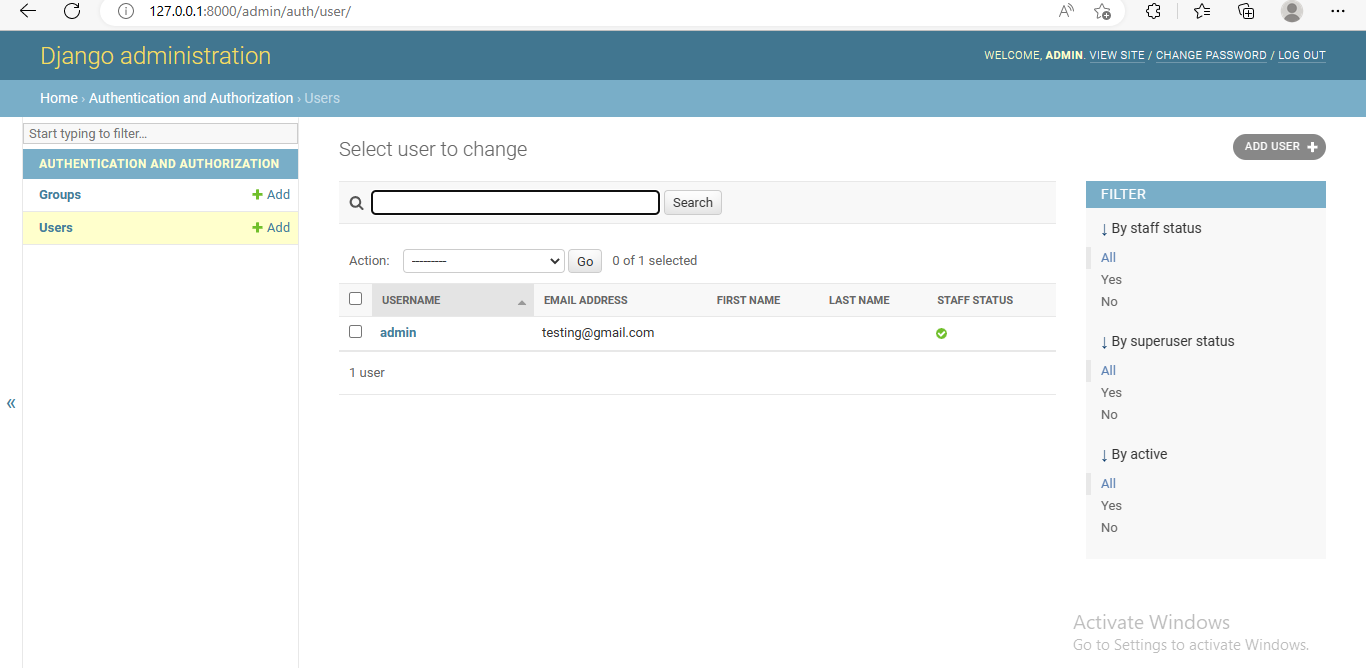 127.0.0.1:8000/admin/auth/user/
Django administration
WELCOME, ADMIN. VIEW SITE / CHANGE PASSWORD / LOG OUT
Home › Authentication and Authorization › Users
Start typing to filter...
AUTHENTICATION AND AUTHORIZATION
Groups + Add
Users + Add
«
Select user to change
ADD USER +
Search
Action: --------- Go 0 of 1 selected
USERNAME EMAIL ADDRESS FIRST NAME LAST NAME STAFF STATUS
admin testing@gmail.com
1 user
FILTER
↓ By staff status
All
Yes
No
↓ By superuser status
All
Yes
No
↓ By active
All
Yes
No
Activate Windows
Go to Settings to activate Windows.